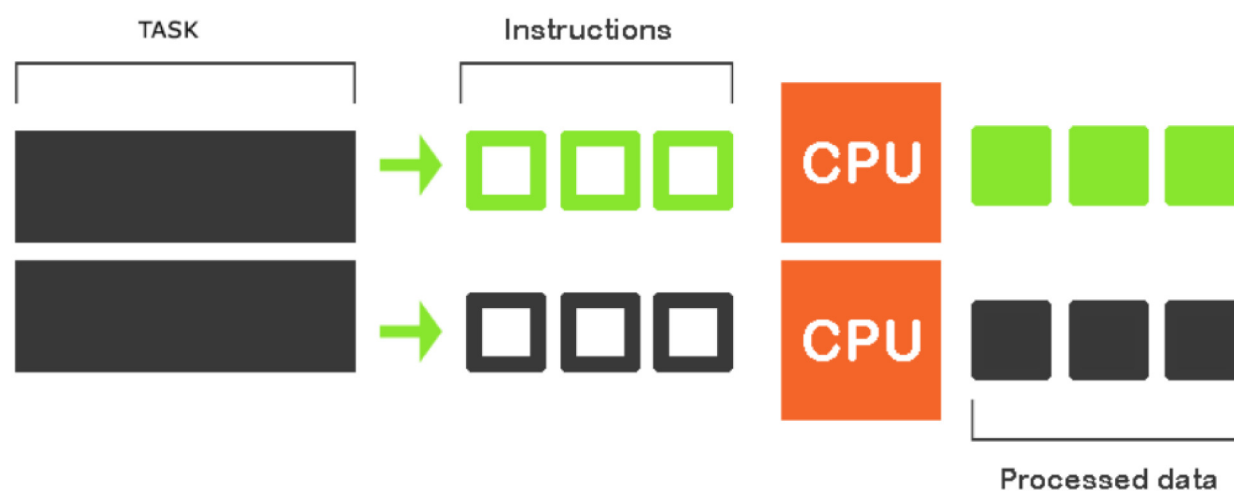 TASK
Instructions
CPU
CPU
Processed data